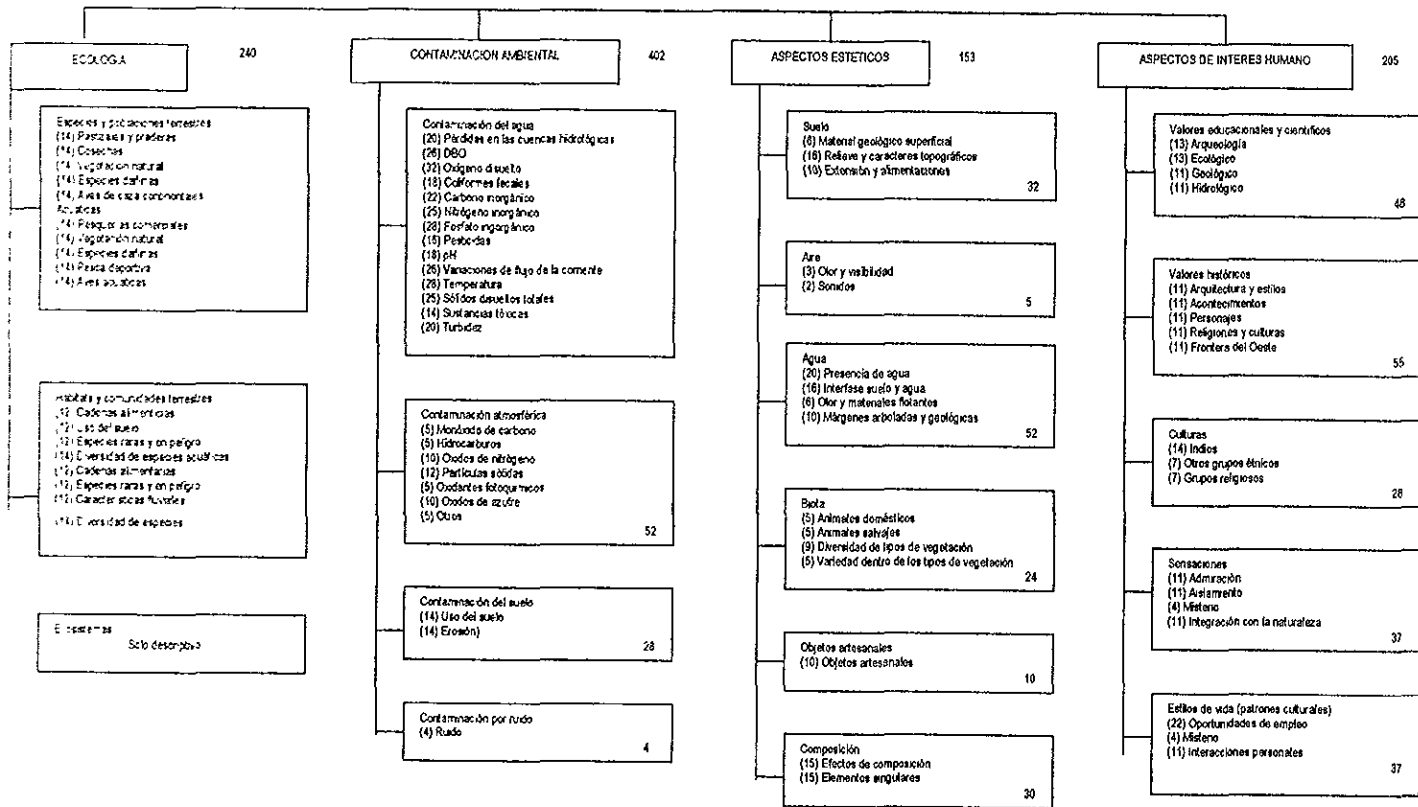 ECOLOGIA
240
Especies y poblaciones terrestres
(14) Pastizales y praderas
(14) Cosechas
(14) Vegetación natural
(14) Especies dañinas
(14) Aves de caza continentales
Acuáticas
(14) Pesquerías comerciales
(14) Vegetación natural
(14) Especies dañinas
(14) Pesca deportiva
(14) Aves acuáticas
Hábitats y comunidades terrestres
(12) Cadenas alimenticias
(12) Uso del suelo
(12) Especies raras y en peligro
(14) Diversidad de especies acuáticas
(12) Cadenas alimentarias
(12) Especies raras y en peligro
(12) Características fluviales
(14) Diversidad de especies
Ecosistemas
Solo descriptivo
CONTAMINACION AMBIENTAL
402
Contaminación del agua
(20) Pérdidas en las cuencas hidrológicas
(26) DBO
(32) Oxígeno disuelto
(18) Coliformes fecales
(22) Carbono inorgánico
(25) Nitrógeno inorgánico
(28) Fosfato ingorgánico
(15) Pesticidas
(18) pH
(26) Variaciones de flujo de la corriente
(28) Temperatura
(25) Sólidos disueltos totales
(14) Sustancias tóxicas
(20) Turbidez
Contaminación atmosférica
(5) Monóxido de carbono
(5) Hidrocarburos
(10) Oxidos de nitrógeno
(12) Partículas sólidas
(5) Oxidantes fotoquímicos
(10) Oxidos de azufre
(5) Otros
52
Contaminación del suelo
(14) Uso del suelo
(14) Erosión)
28
Contaminación por ruido
(4) Ruido
4
ASPECTOS ESTETICOS
153
Suelo
(6) Material geológico superficial
(16) Relieve y caracteres topográficos
(10) Extensión y alimentaciones
32
Aire
(3) Olor y visibilidad
(2) Sonidos
5
Agua
(20) Presencia de agua
(16) Interfase suelo y agua
(6) Olor y materiales flotantes
(10) Márgenes arboladas y geológicas
52
Biota
(5) Animales domésticos
(5) Animales salvajes
(9) Diversidad de tipos de vegetación
(5) Variedad dentro de los tipos de vegetación
24
Objetos artesanales
(10) Objetos artesanales
10
Composición
(15) Efectos de composición
(15) Elementos singulares
30
ASPECTOS DE INTERES HUMANO
205
Valores educacionales y científicos
(13) Arqueología
(13) Ecológico
(11) Geológico
(11) Hidrológico
48
Valores históricos
(11) Arquitectura y estilos
(11) Acontecimientos
(11) Personajes
(11) Religiones y culturas
(11) Frontera del Oeste
55
Culturas
(14) Indios
(7) Otros grupos étnicos
(7) Grupos religiosos
28
Sensaciones
(11) Admiración
(11) Aislamiento
(4) Misterio
(11) Integración con la naturaleza
37
Estilos de vida (patrones culturales)
(22) Oportunidades de empleo
(4) Misterio
(11) Interacciones personales
37